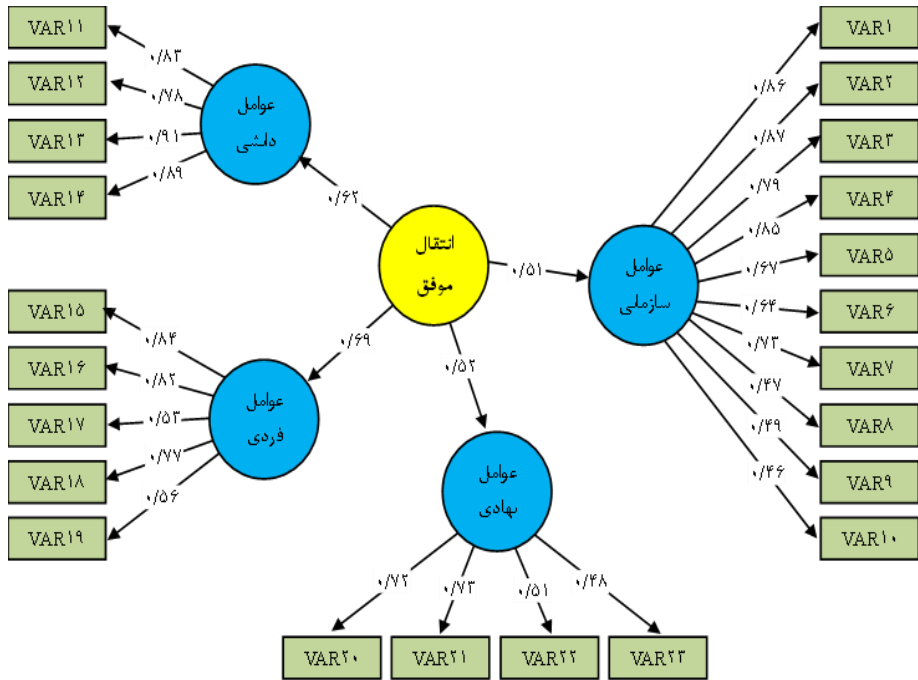 VAR۱۱
VAR۱۲
VAR۱۳
VAR۱۴
۰/۸۳
۰/۷۸
۰/۹۱
۰/۸۹
عوامل
دانشی
۰/۶۲
انتقال
موفق
۰/۵۱
عوامل
سازمانی
۰/۸۶
۰/۸۷
۰/۷۹
۰/۸۵
۰/۶۷
۰/۶۴
۰/۷۳
۰/۴۷
۰/۴۹
۰/۴۶
VAR۱
VAR۲
VAR۳
VAR۴
VAR۵
VAR۶
VAR۷
VAR۸
VAR۹
VAR۱۰
۰/۶۹
عوامل
فردی
۰/۸۴
۰/۸۲
۰/۵۳
۰/۷۷
۰/۵۶
VAR۱۵
VAR۱۶
VAR۱۷
VAR۱۸
VAR۱۹
۰/۵۲
عوامل
نهادی
۰/۷۲
۰/۷۳
۰/۵۱
۰/۴۸
VAR۲۰
VAR۲۱
VAR۲۲
VAR۲۳